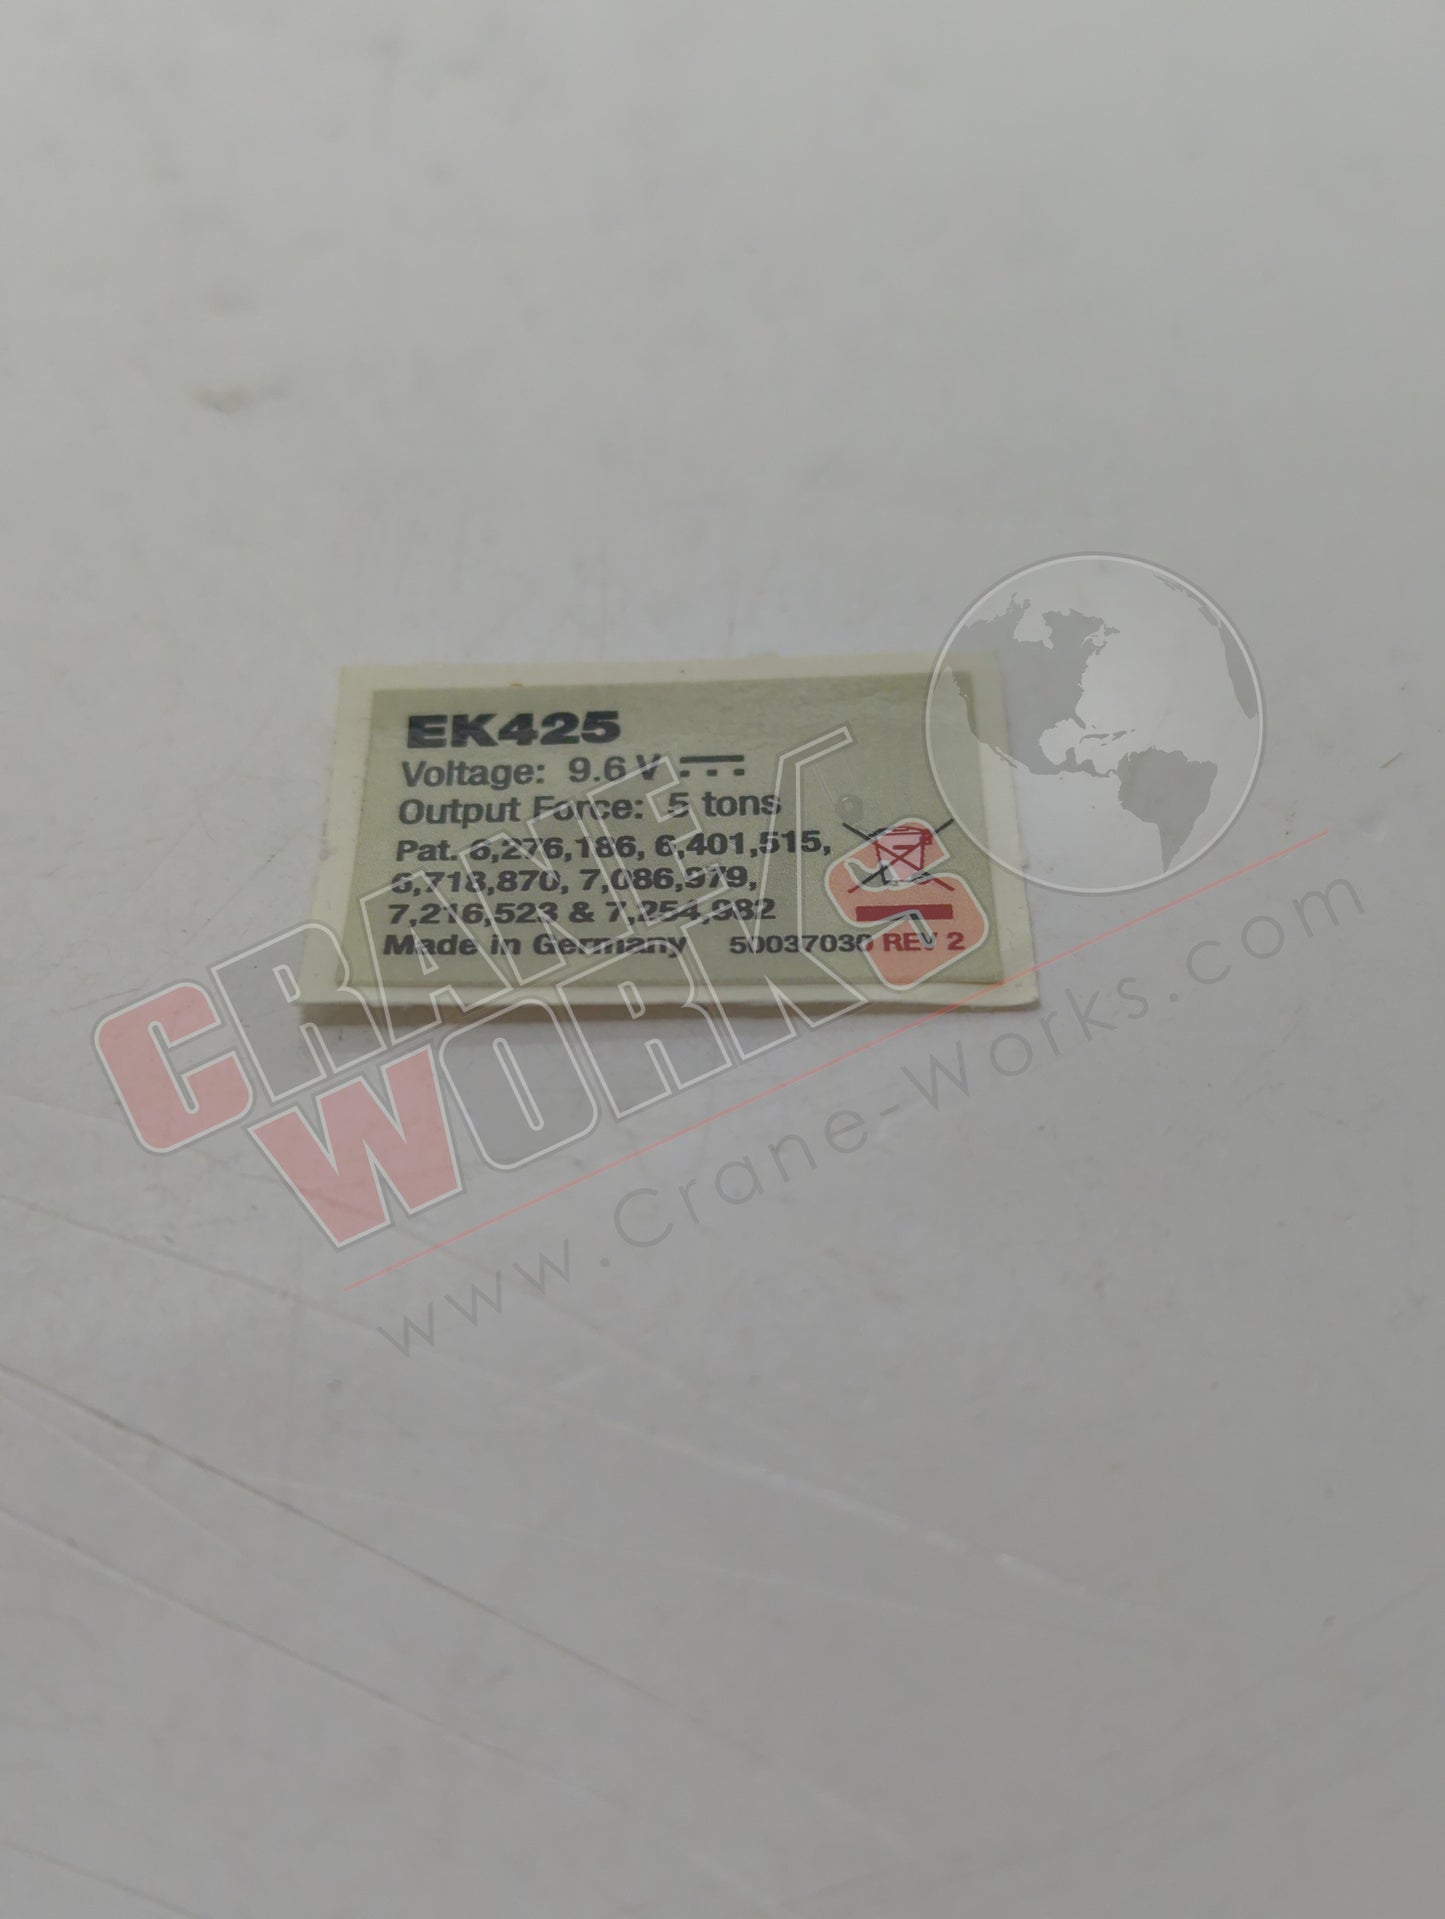 EK425
Voltage: 9.6 V
Output Force: 5 tons
Pat. 6,276,186, 6,401,515,
6,718,870, 7,086,979,
7,216,523 & 7,254,982
Made in Germany 50037030 REV 2
CRANE WORKS
www.Crane-Works.com